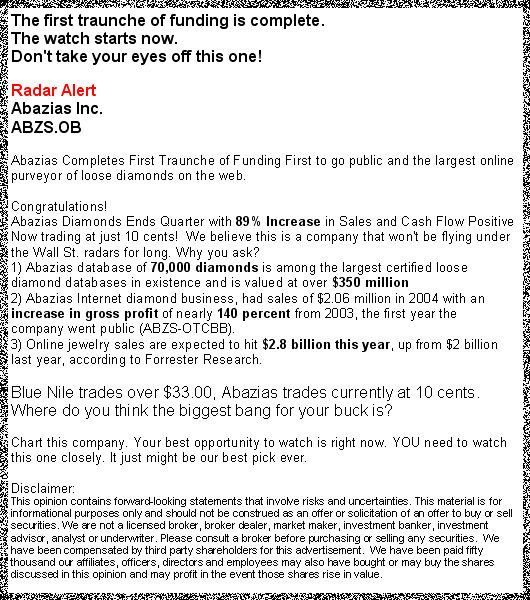 The first traunche of funding is complete.
The watch starts now.
Don't take your eyes off this one!
Radar Alert
Abazias Inc.
ABZS.OB
Abazias Completes First Traunche of Funding First to go public and the largest online
purveyor of loose diamonds on the web.
Congratulations!
Abazias Diamonds Ends Quarter with 89% Increase in Sales and Cash Flow Positive
Now trading at just 10 cents!  We believe this is a company that won't be flying under
the Wall St. radars for long. Why you ask?
1) Abazias database of 70,000 diamonds is among the largest certified loose
diamond databases in existence and is valued at over $350 million
2) Abazias Internet diamond business, had sales of $2.06 million in 2004 with an
increase in gross profit of nearly 140 percent from 2003, the first year the
company went public (ABZS-OTCBB).
3) Online jewelry sales are expected to hit $2.8 billion this year, up from $2 billion
last year, according to Forrester Research.
Blue Nile trades over $33.00, Abazias trades currently at 10 cents.
Where do you think the biggest bang for your buck is?
Chart this company. Your best opportunity to watch is right now. YOU need to watch
this one closely. It just might be our best pick ever.
Disclaimer:
This opinion contains forward-looking statements that involve risks and uncertainties. This material is for
informational purposes only and should not be construed as an offer or solicitation of an offer to buy or sell
securities. We are not a licensed broker, broker dealer, market maker, investment banker, investment
advisor, analyst or underwriter. Please consult a broker before purchasing or selling any securities.  We
have been compensated by third party shareholders for this advertisement.  We have been paid fifty
thousand our affiliates, officers, directors and employees may also have bought or may buy the shares
discussed in this opinion and may profit in the event those shares rise in value.